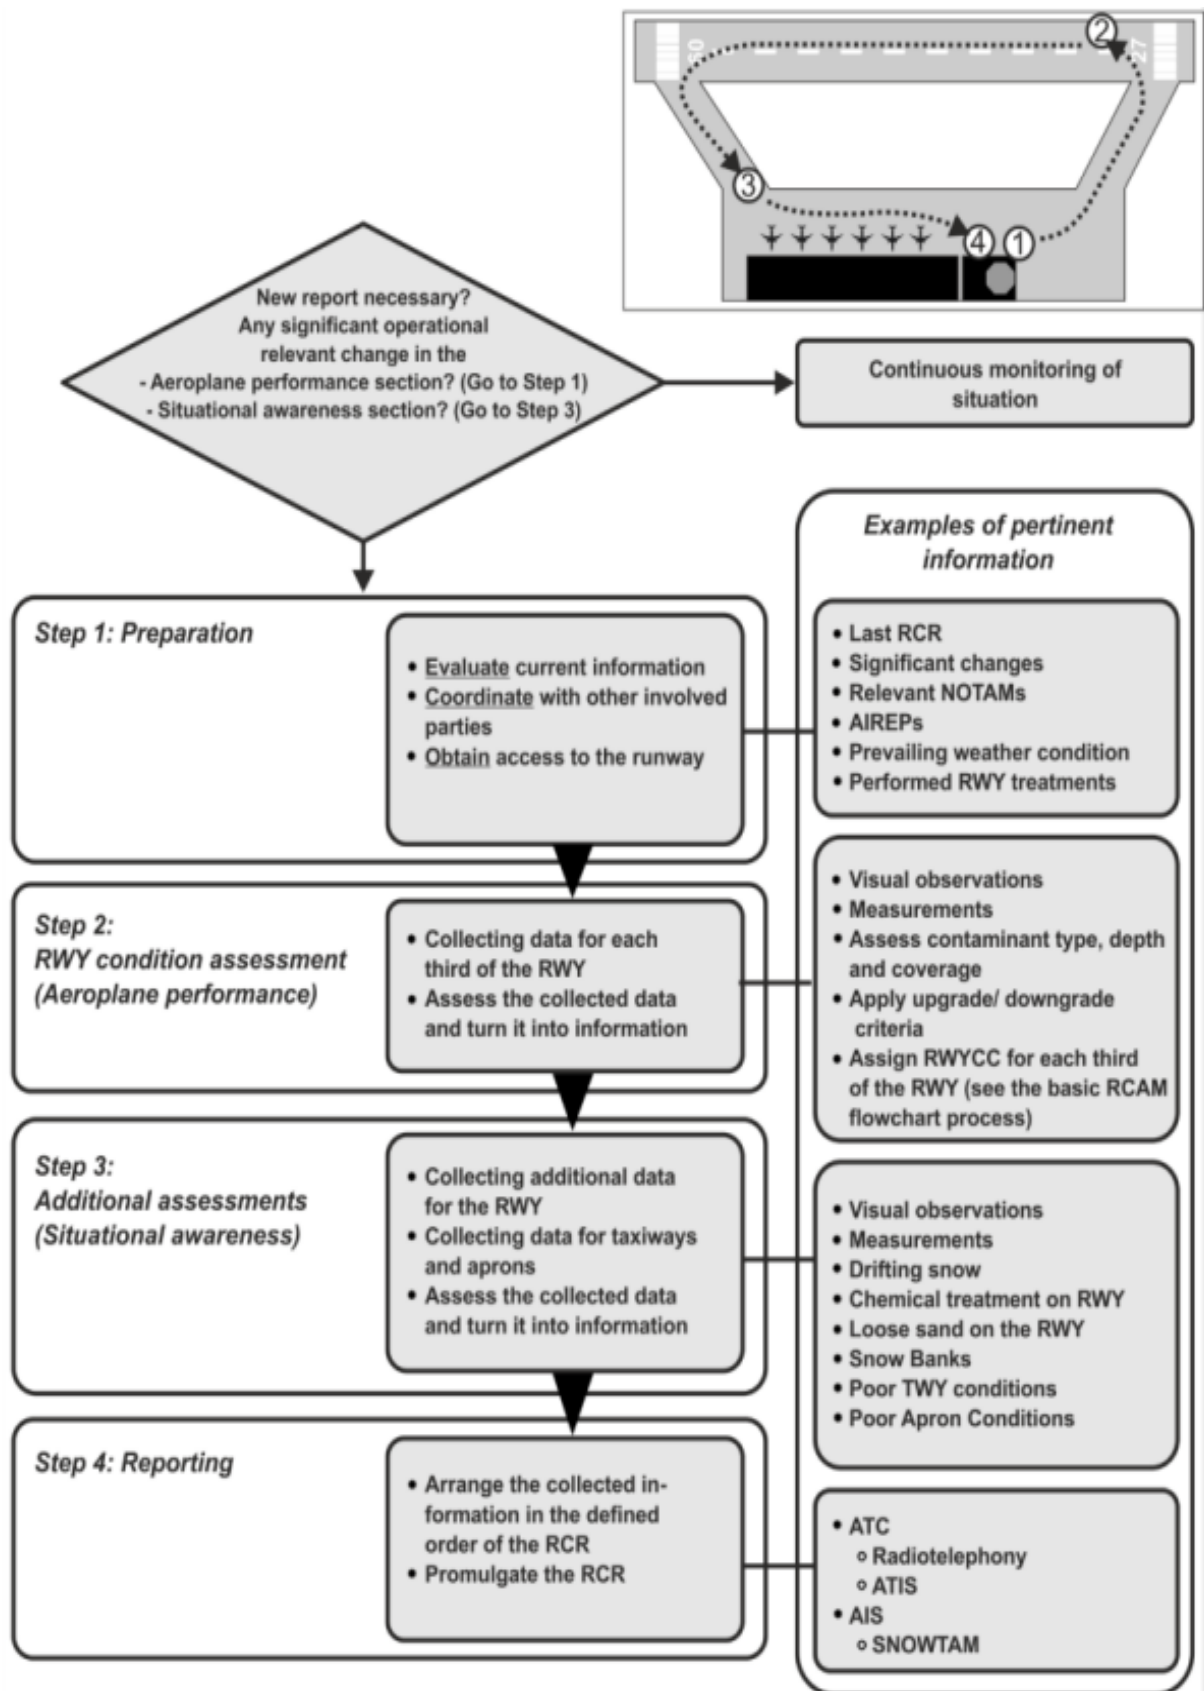 2
09
27
3
4
1
New report necessary?
Any significant operational
relevant change in the
- Aeroplane performance section? (Go to Step 1)
- Situational awareness section? (Go to Step 3)
Continuous monitoring of
situation
Examples of pertinent
information
Step 1: Preparation
• Evaluate current information
• Coordinate with other involved
parties
• Obtain access to the runway
• Last RCR
• Significant changes
• Relevant NOTAMs
• AIREPs
• Prevailing weather condition
• Performed RWY treatments
Step 2:
RWY condition assessment
(Aeroplane performance)
• Collecting data for each
third of the RWY
• Assess the collected data
and turn it into information
• Visual observations
• Measurements
• Assess contaminant type, depth
and coverage
• Apply upgrade/ downgrade
criteria
• Assign RWYCC for each third
of the RWY (see the basic RCAM
flowchart process)
Step 3:
Additional assessments
(Situational awareness)
• Collecting additional data
for the RWY
• Collecting data for taxiways
and aprons
• Assess the collected data
and turn it into information
• Visual observations
• Measurements
• Drifting snow
• Chemical treatment on RWY
• Loose sand on the RWY
• Snow Banks
• Poor TWY conditions
• Poor Apron Conditions
Step 4: Reporting
• Arrange the collected in-
formation in the defined
order of the RCR
• Promulgate the RCR
• ATC
o Radiotelephony
o ATIS
• AIS
o SNOWTAM